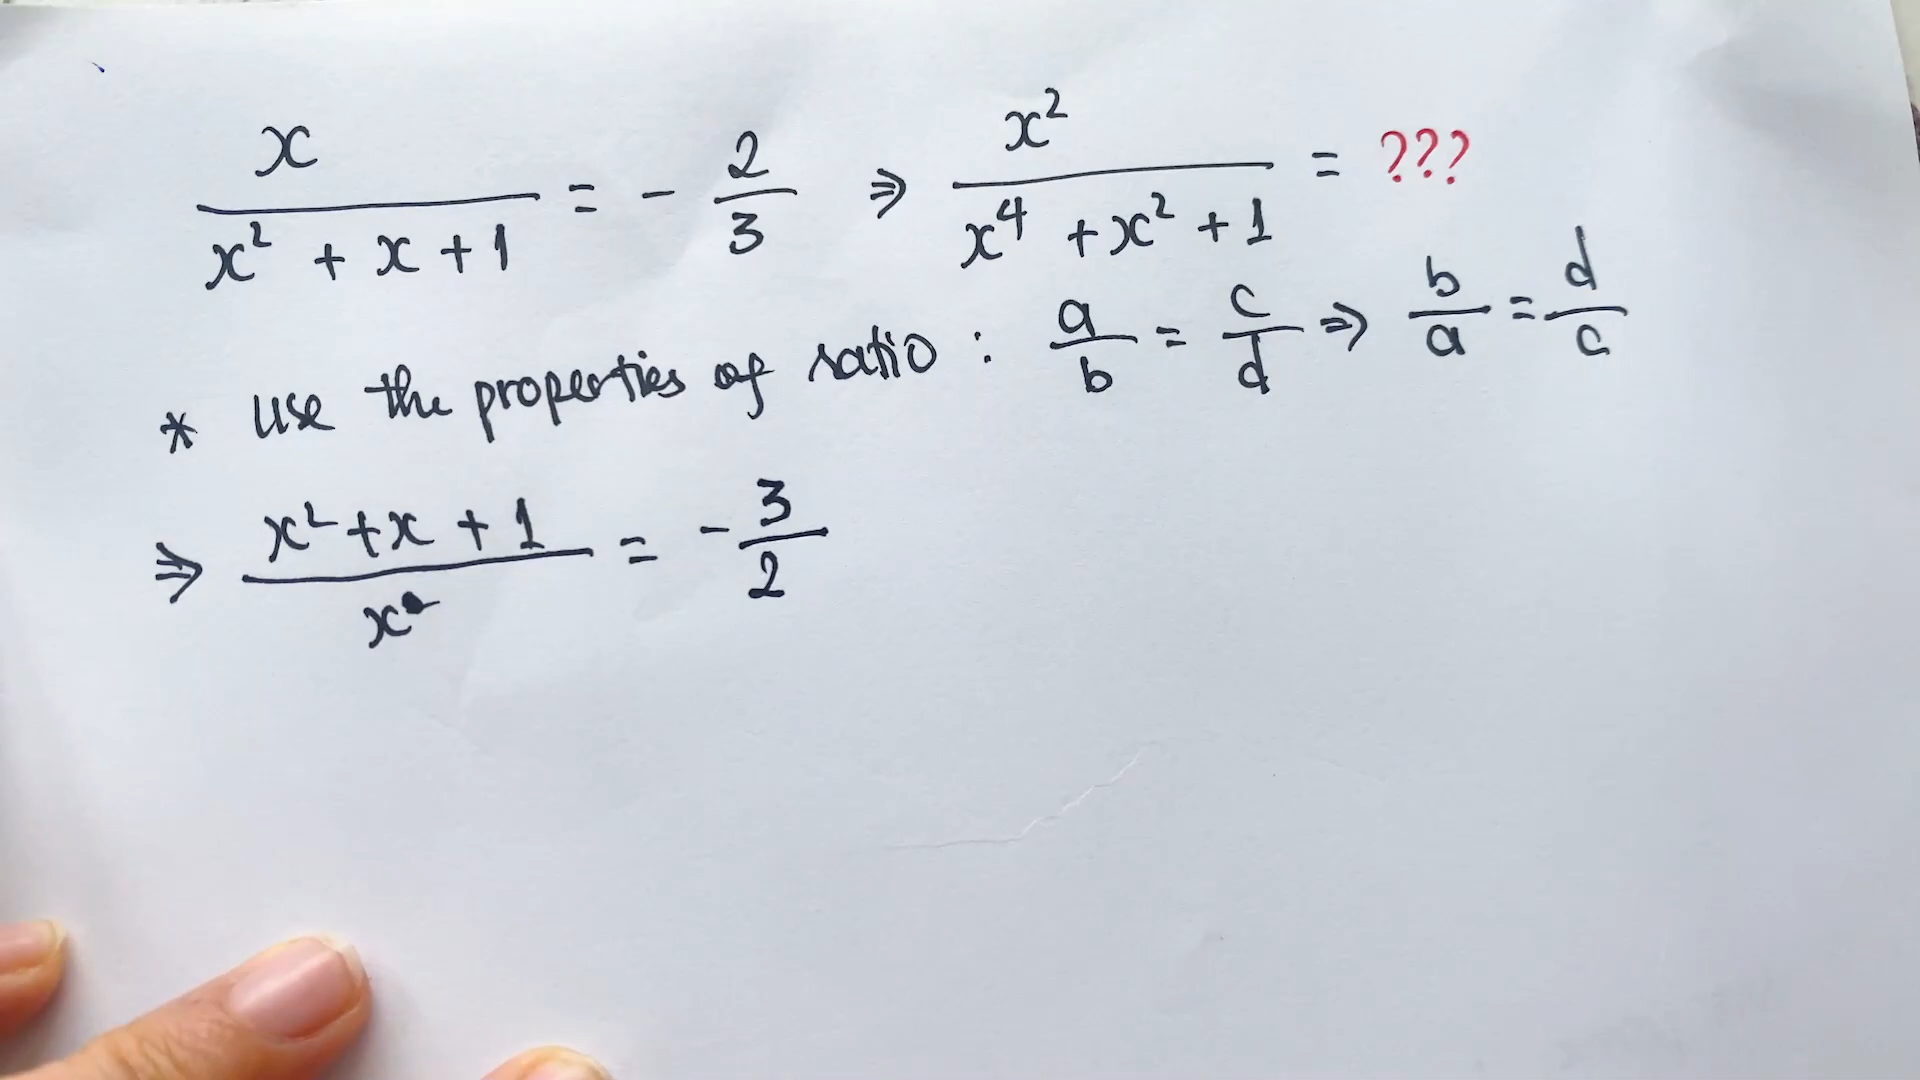 x/(x² + x + 1) = - 2/3 ⇒ x²/(x⁴ + x² + 1) = ???
* use the properties of ratio : a/b = c/d ⇒ b/a = d/c
⇒ (x² + x + 1)/x = - 3/2